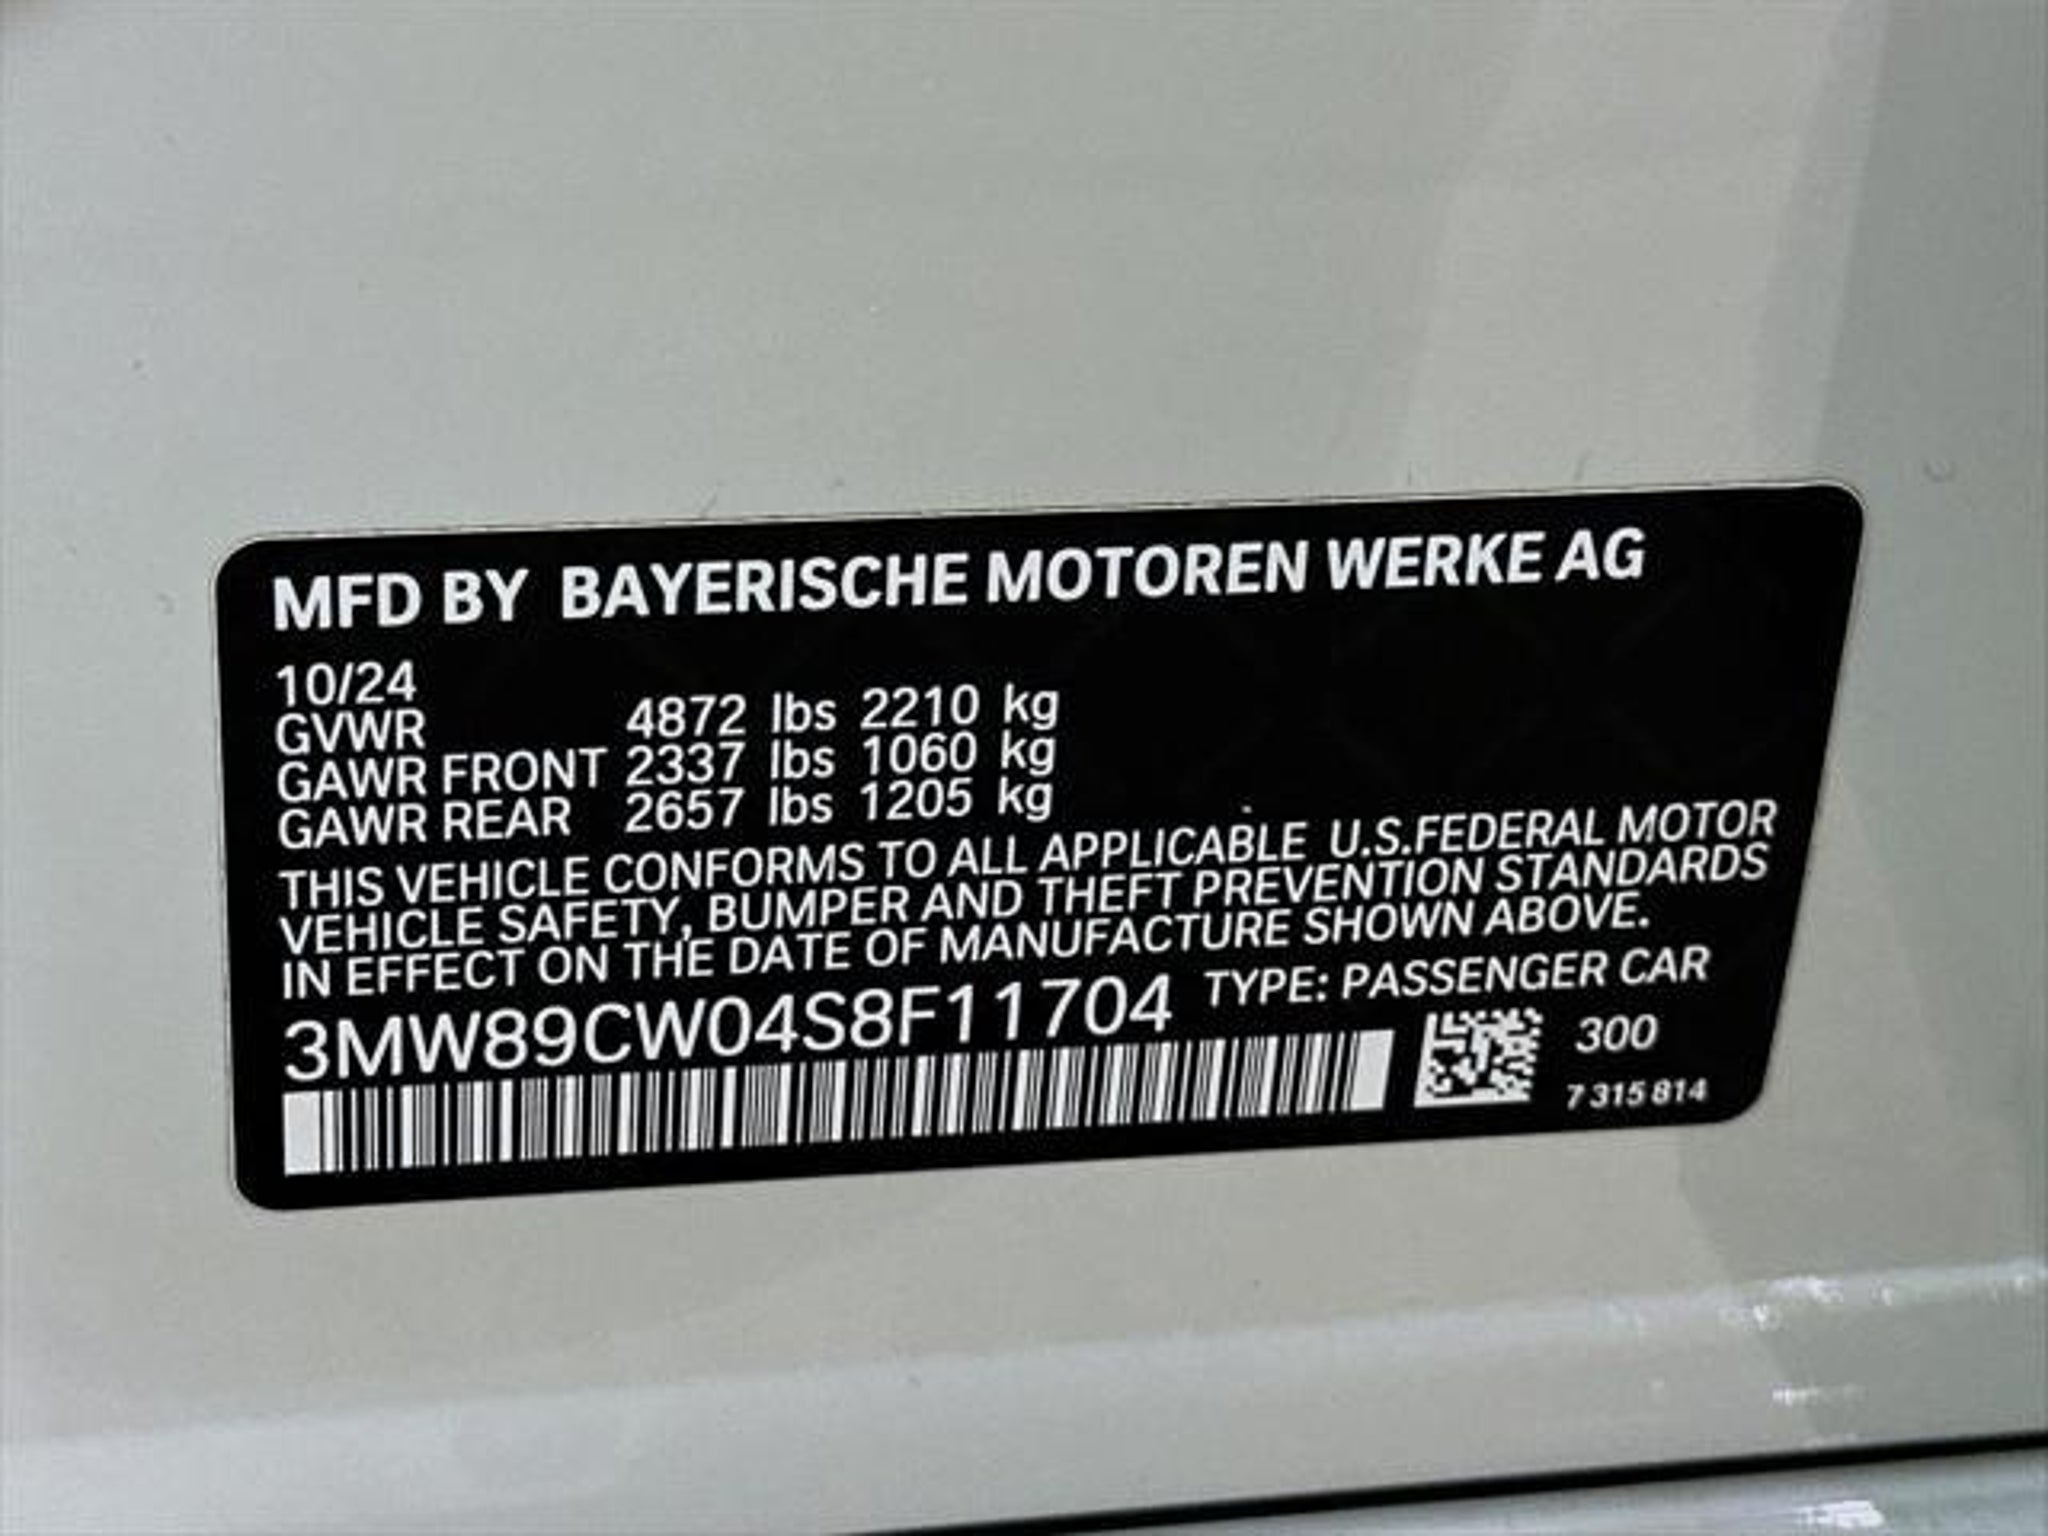 MFD BY BAYERISCHE MOTOREN WERKE AG
10/24
GVWR 4872 lbs 2210 kg
GAWR FRONT 2337 lbs 1060 kg
GAWR REAR 2657 lbs 1205 kg
THIS VEHICLE CONFORMS TO ALL APPLICABLE U.S.FEDERAL MOTOR
VEHICLE SAFETY, BUMPER AND THEFT PREVENTION STANDARDS
IN EFFECT ON THE DATE OF MANUFACTURE SHOWN ABOVE.
3MW89CW04S8F11704 TYPE: PASSENGER CAR
300
7 315 814